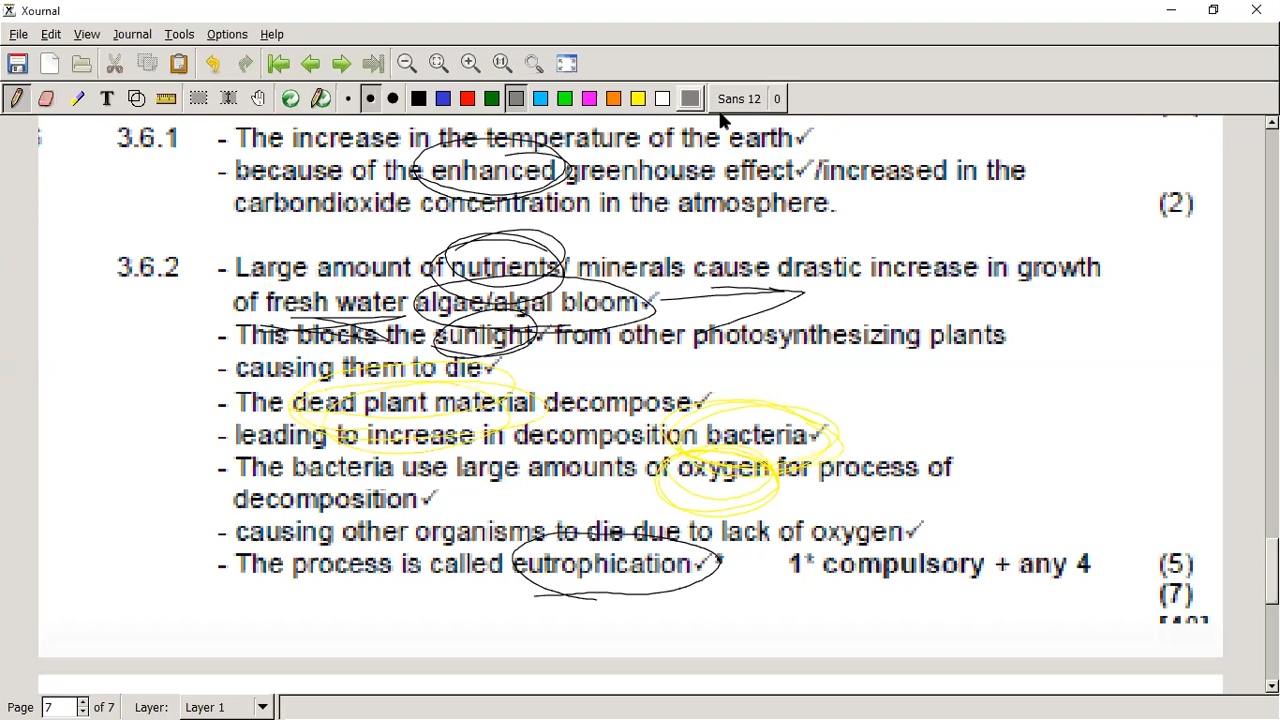 Xournal
File Edit View Journal Tools Options Help
Sans 12 0
3.6.1 - The increase in the temperature of the earth✓
- because of the enhanced greenhouse effect✓/increased in the
carbondioxide concentration in the atmosphere. (2)
3.6.2 - Large amount of nutrients/ minerals cause drastic increase in growth
of fresh water algae/algal bloom✓
- This blocks the sunlight✓ from other photosynthesizing plants
- causing them to die✓
- The dead plant material decompose✓
- leading to increase in decomposition bacteria✓
- The bacteria use large amounts of oxygen for process of
decomposition✓
- causing other organisms to die due to lack of oxygen✓
- The process is called eutrophication✓* 1* compulsory + any 4 (5)
(7)
Page 7 of 7 Layer: Layer 1